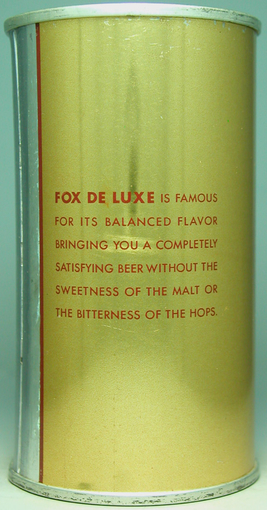 FOX DE LUXE IS FAMOUS
FOR ITS BALANCED FLAVOR
BRINGING YOU A COMPLETELY
SATISFYING BEER WITHOUT THE
SWEETNESS OF THE MALT OR
THE BITTERNESS OF THE HOPS.